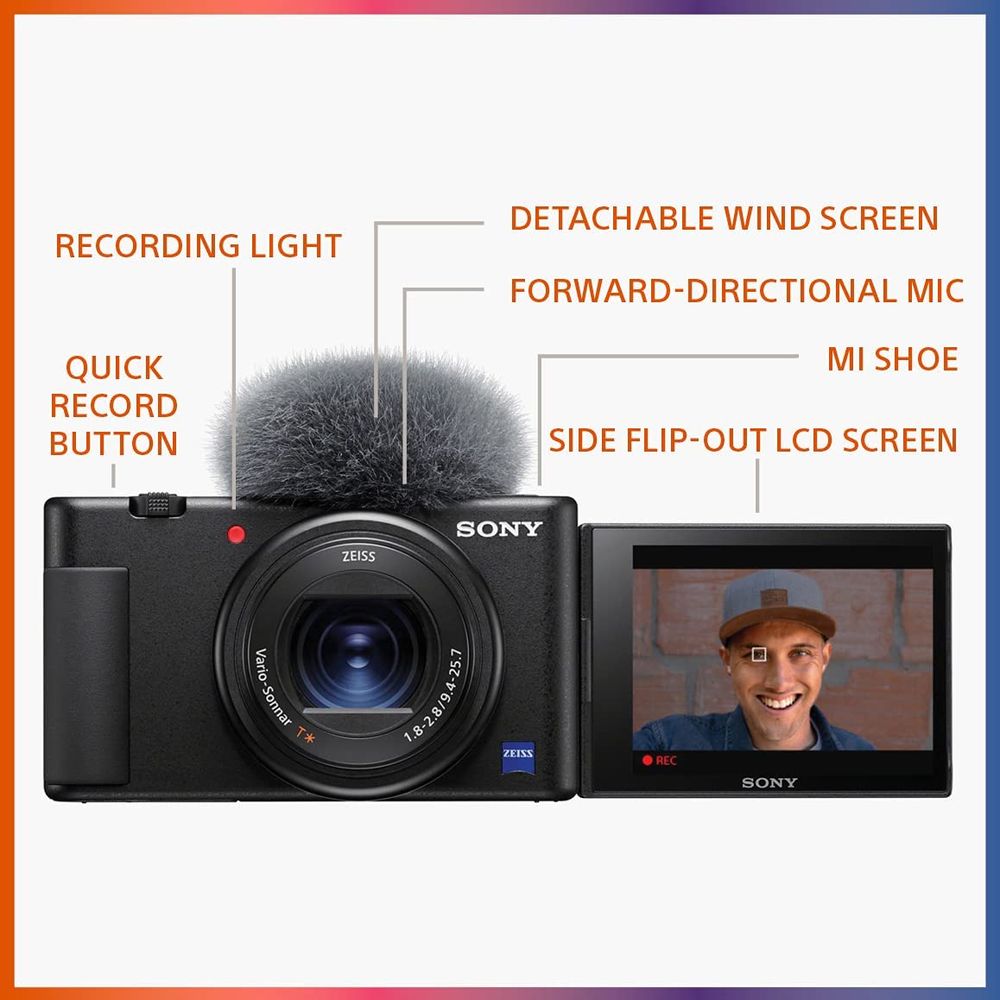 DETACHABLE WIND SCREEN
RECORDING LIGHT
FORWARD-DIRECTIONAL MIC
MI SHOE
QUICK
RECORD
BUTTON
SIDE FLIP-OUT LCD SCREEN
SONY
ZEISS
Vario-Sonnar T*
1.8-2.8/9.4-25.7
ZEISS
REC
SONY